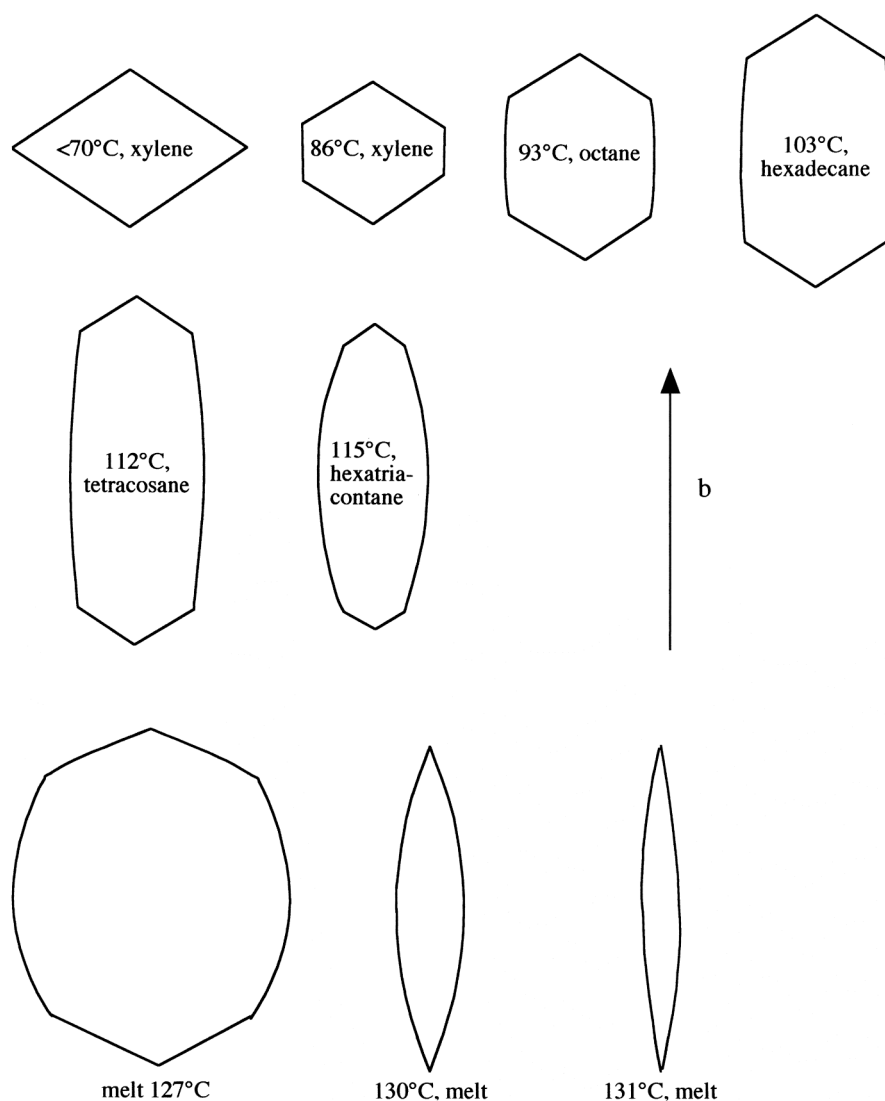 <70°C, xylene
86°C, xylene
93°C, octane
103°C,
hexadecane
112°C,
tetracosane
115°C,
hexatria-
contane
b
melt 127°C
130°C, melt
131°C, melt